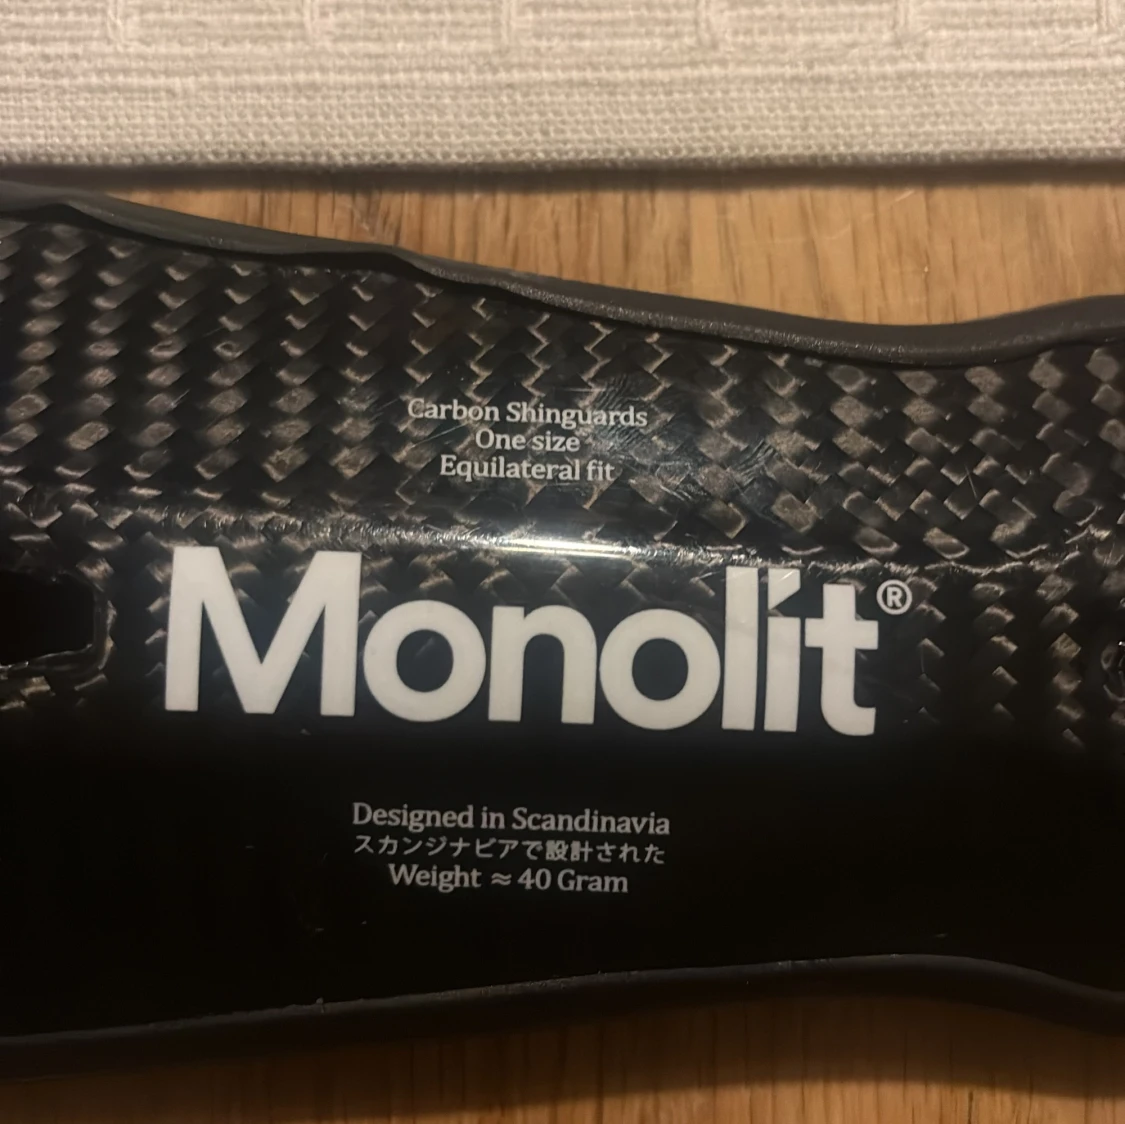 Carbon Shinguards
One size
Equilateral fit
Monolít®
Designed in Scandinavia
スカンジナビアで設計された
Weight ≈ 40 Gram